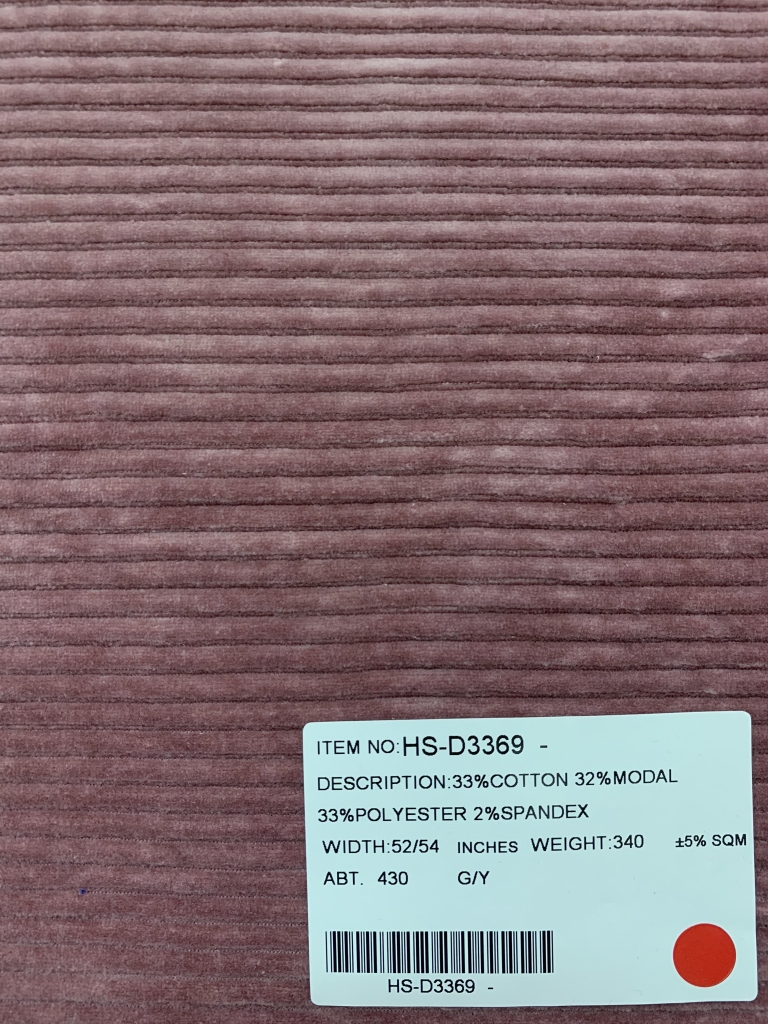 ITEM NO:HS-D3369 -
DESCRIPTION:33%COTTON 32%MODAL
33%POLYESTER 2%SPANDEX
WIDTH:52/54 INCHES WEIGHT:340 ±5% SQM
ABT. 430 G/Y
HS-D3369 -